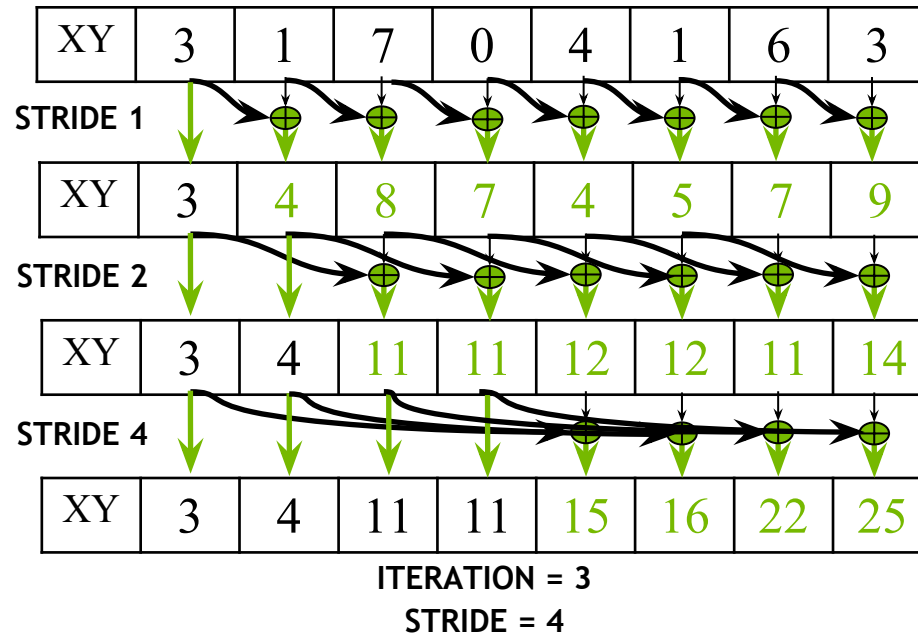 XY 3 1 7 0 4 1 6 3
STRIDE 1
XY 3 4 8 7 4 5 7 9
STRIDE 2
XY 3 4 11 11 12 12 11 14
STRIDE 4
XY 3 4 11 11 15 16 22 25
ITERATION = 3
STRIDE = 4